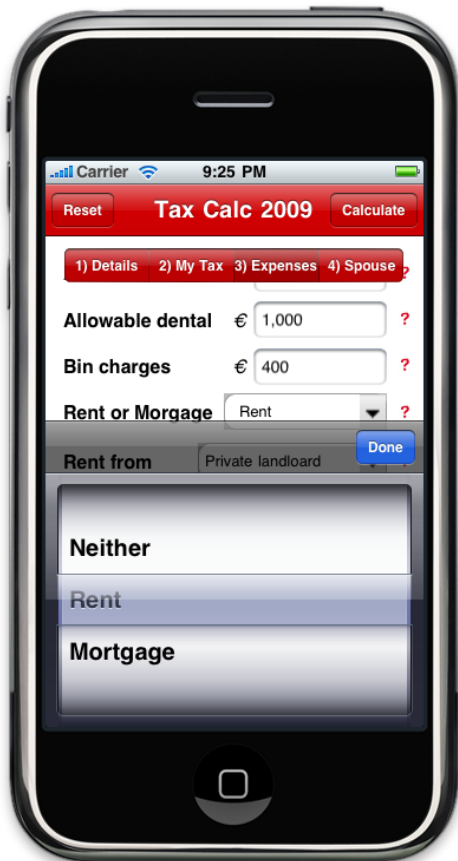 Carrier 9:25 PM
Reset Tax Calc 2009 Calculate
1) Details 2) My Tax 3) Expenses 4) Spouse ?
Allowable dental € 1,000 ?
Bin charges € 400 ?
Rent or Morgage Rent ?
Done
Rent from Private landloard
Neither
Rent
Mortgage